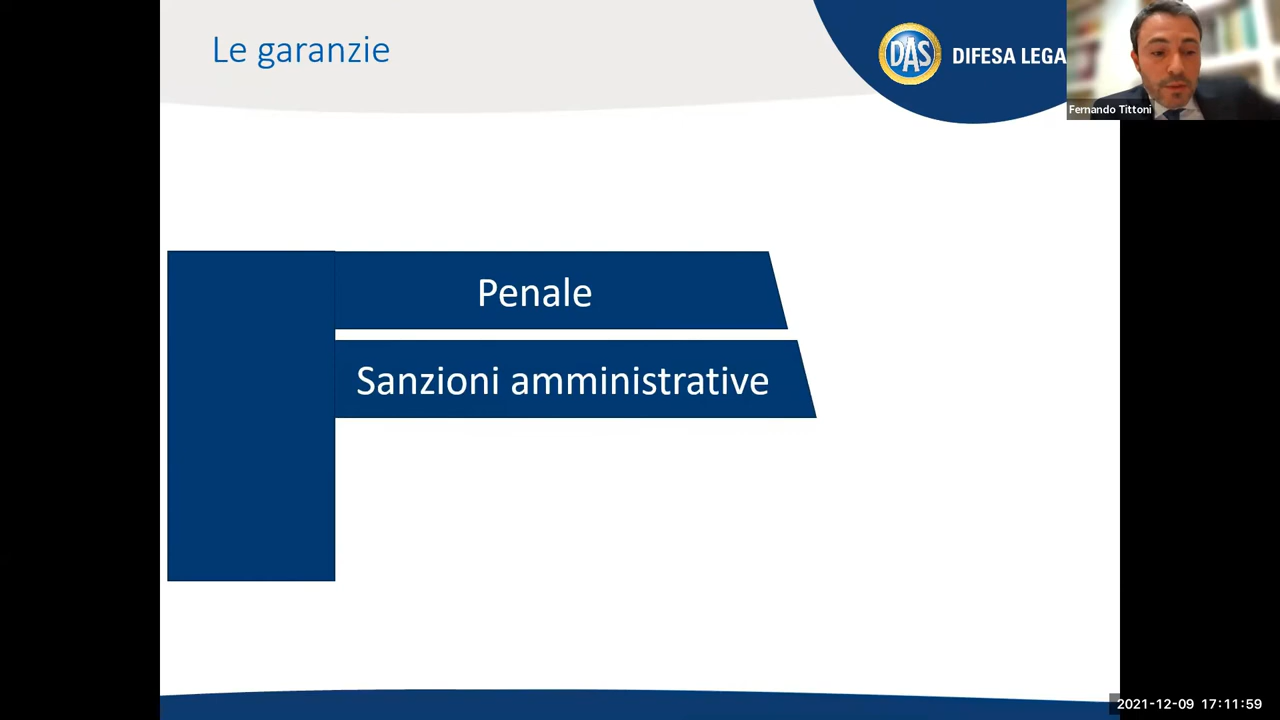 Le garanzie
DAS
DIFESA LEGA
Fernando Tittoni
Penale
Sanzioni amministrative
2021-12-09 17:11:59